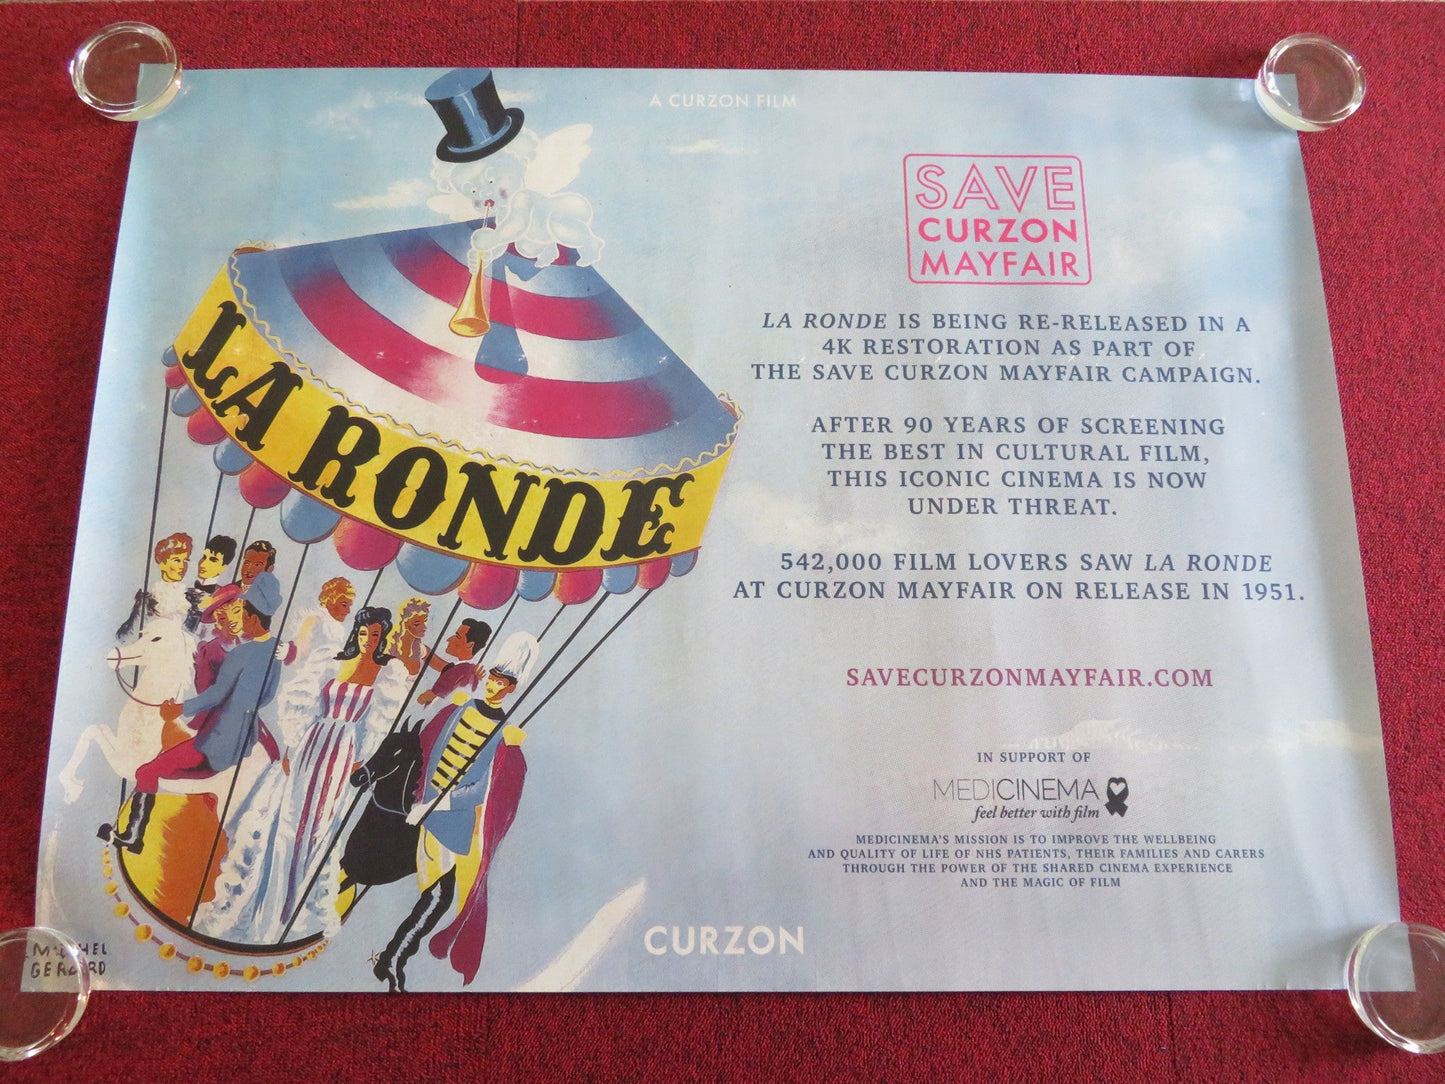 A CURZON FILM
LA RONDE
SAVE
CURZON
MAYFAIR
LA RONDE IS BEING RE-RELEASED IN A
4K RESTORATION AS PART OF
THE SAVE CURZON MAYFAIR CAMPAIGN.
AFTER 90 YEARS OF SCREENING
THE BEST IN CULTURAL FILM,
THIS ICONIC CINEMA IS NOW
UNDER THREAT.
542,000 FILM LOVERS SAW LA RONDE
AT CURZON MAYFAIR ON RELEASE IN 1951.
SAVECURZONMAYFAIR.COM
IN SUPPORT OF
MEDICINEMA
feel better with film
MEDICINEMA'S MISSION IS TO IMPROVE THE WELLBEING
AND QUALITY OF LIFE OF NHS PATIENTS, THEIR FAMILIES AND CARERS
THROUGH THE POWER OF THE SHARED CINEMA EXPERIENCE
AND THE MAGIC OF FILM
CURZON
MICHEL
GERARD